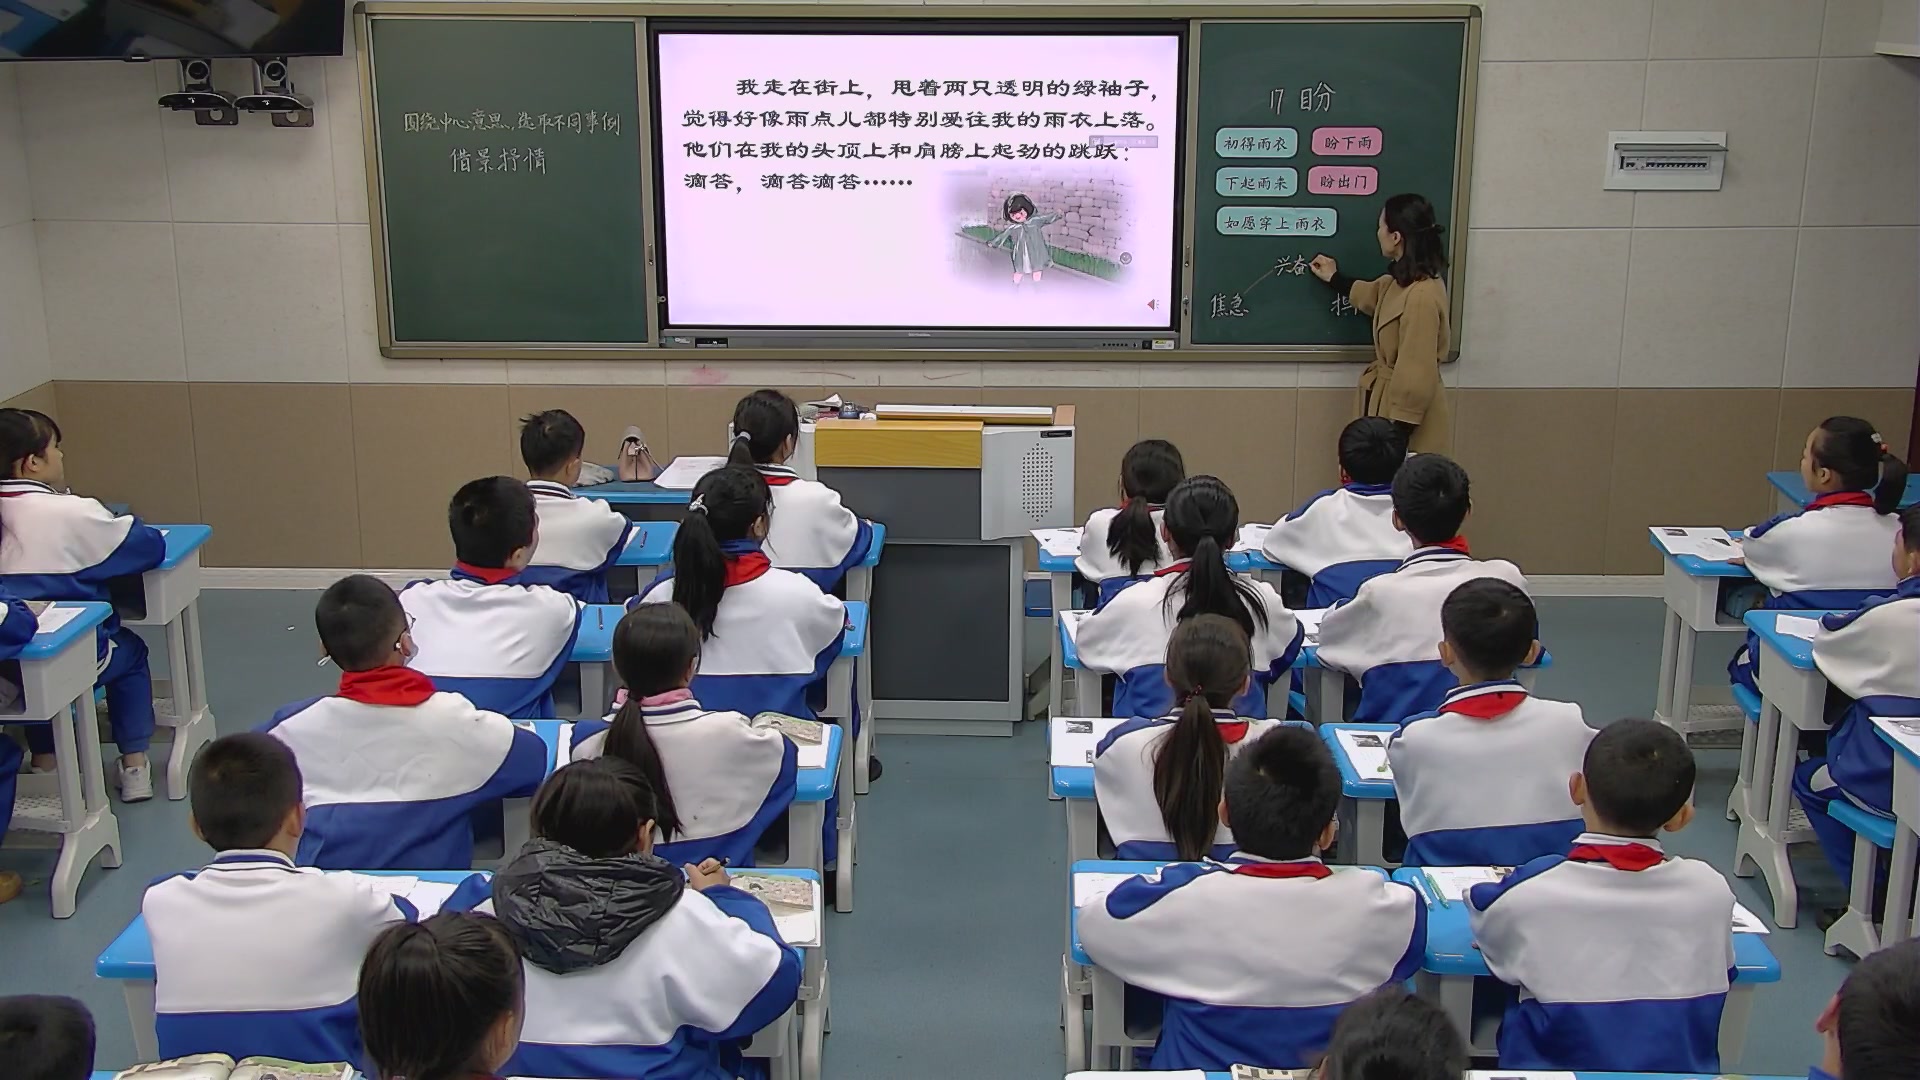 围绕中心意思,选取不同事例
借景抒情
我走在街上，甩着两只透明的绿袖子，
觉得好像雨点儿都特别爱往我的雨衣上落。
他们在我的头顶上和肩膀上起劲的跳跃：
滴答，滴答滴答……
17 盼
初得雨衣 盼下雨
下起雨来 盼出门
如愿穿上雨衣
兴奋
焦急